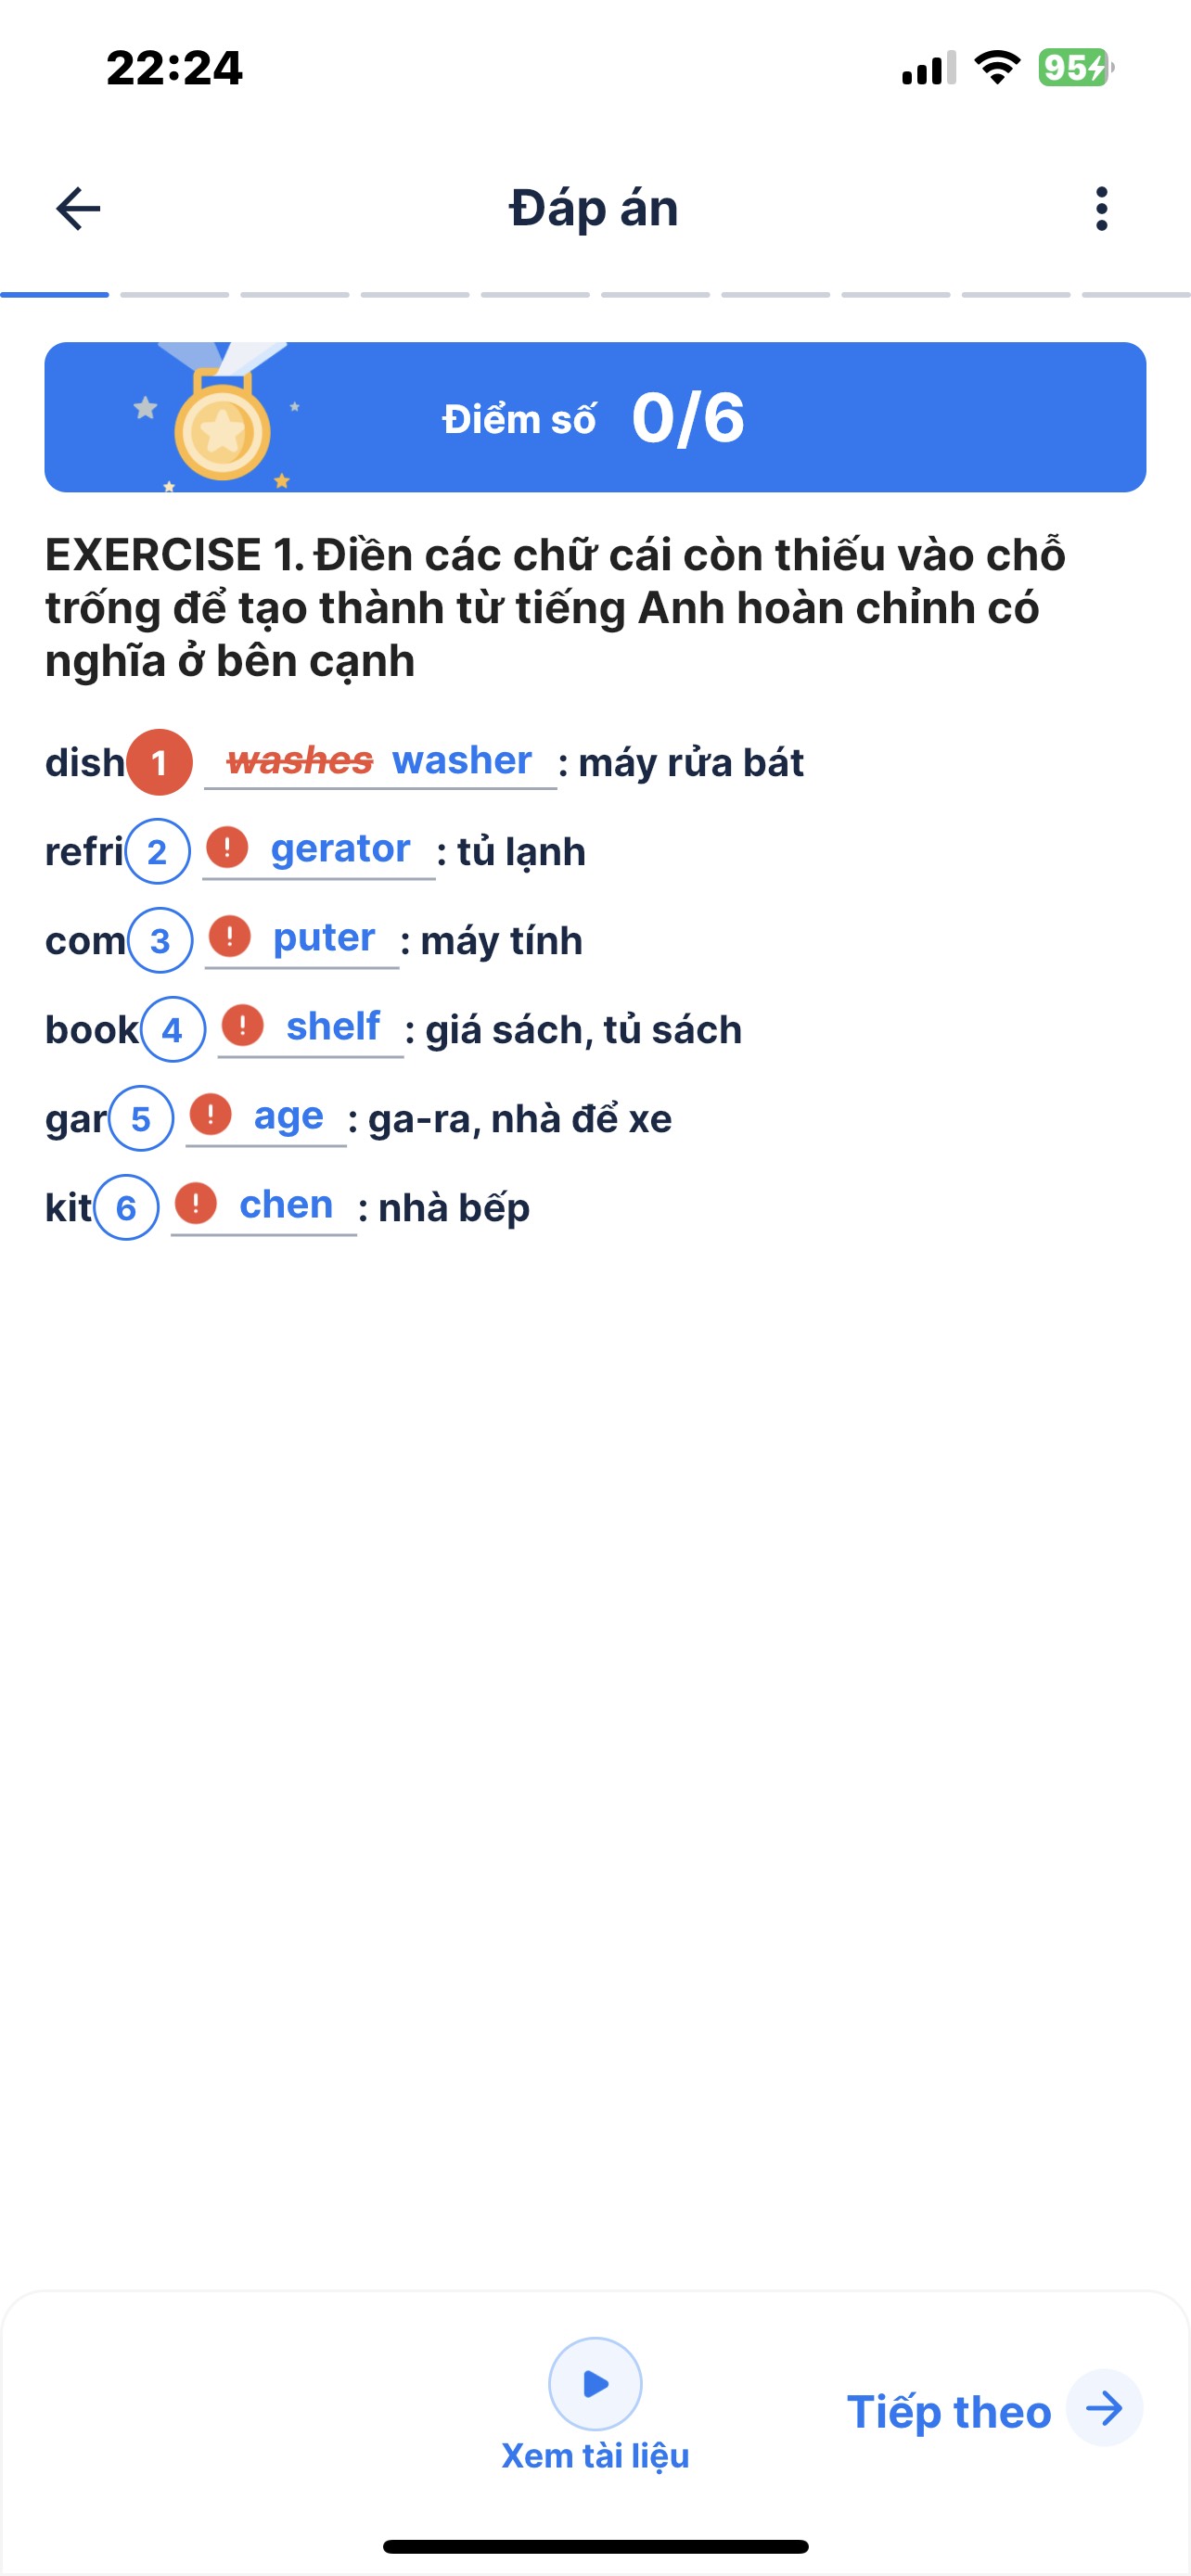 22:24
95
Đáp án
Điểm số 0/6
EXERCISE 1. Điền các chữ cái còn thiếu vào chỗ
trống để tạo thành từ tiếng Anh hoàn chỉnh có
nghĩa ở bên cạnh
dish 1 washes washer : máy rửa bát
refri 2 ! gerator : tủ lạnh
com 3 ! puter : máy tính
book 4 ! shelf : giá sách, tủ sách
gar 5 ! age : ga-ra, nhà để xe
kit 6 ! chen : nhà bếp
Tiếp theo
Xem tài liệu